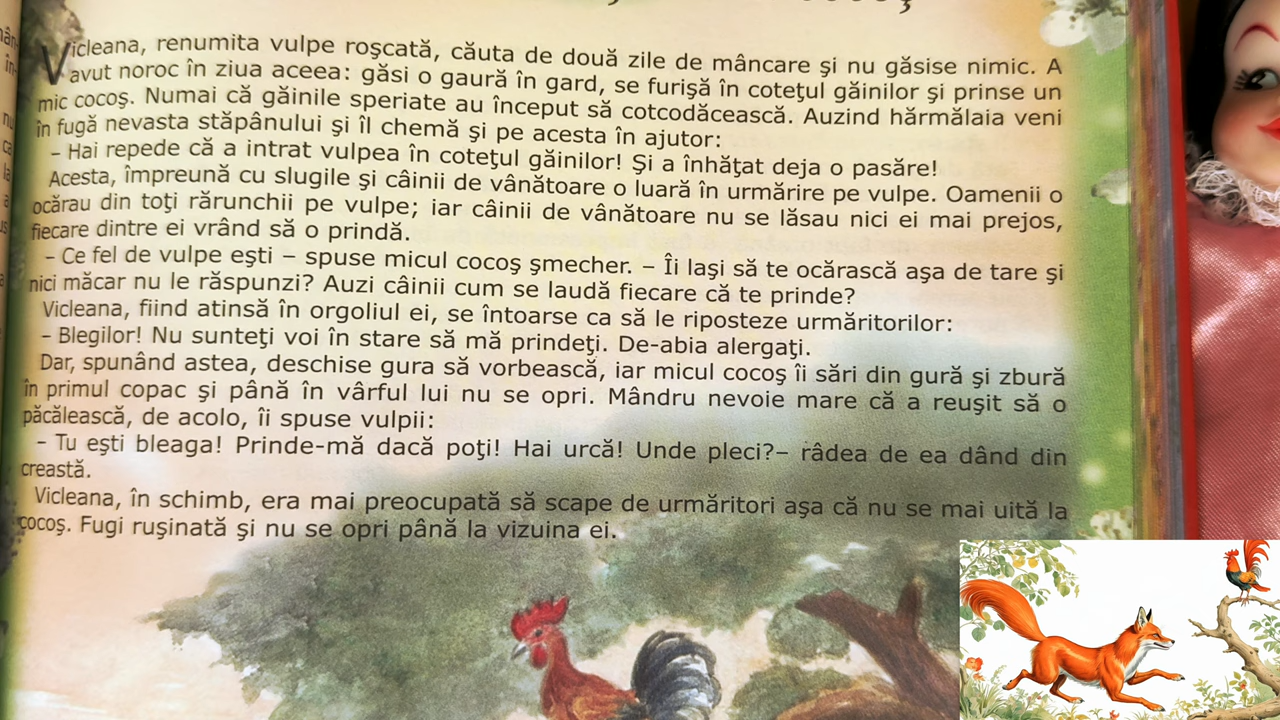 Vicleana, renumita vulpe roşcată, căuta de două zile de mâncare şi nu găsise nimic. A
avut noroc în ziua aceea: găsi o gaură în gard, se furişă în coteţul găinilor şi prinse un
mic cocoş. Numai că găinile speriate au început să cotcodăcească. Auzind hărmălaia veni
în fugă nevasta stăpânului şi îl chemă şi pe acesta în ajutor:
– Hai repede că a intrat vulpea în coteţul găinilor! Şi a înhăţat deja o pasăre!
Acesta, împreună cu slugile şi câinii de vânătoare o luară în urmărire pe vulpe. Oamenii o
ocărau din toţi rărunchii pe vulpe; iar câinii de vânătoare nu se lăsau nici ei mai prejos,
fiecare dintre ei vrând să o prindă.
– Ce fel de vulpe eşti – spuse micul cocoş şmecher. – Îi laşi să te ocărască aşa de tare şi
nici măcar nu le răspunzi? Auzi câinii cum se laudă fiecare că te prinde?
Vicleana, fiind atinsă în orgoliul ei, se întoarse ca să le riposteze urmăritorilor:
– Blegilor! Nu sunteţi voi în stare să mă prindeţi. De-abia alergaţi.
Dar, spunând astea, deschise gura să vorbească, iar micul cocoş îi sări din gură şi zbură
în primul copac şi până în vârful lui nu se opri. Mândru nevoie mare că a reuşit să o
păcălească, de acolo, îi spuse vulpii:
– Tu eşti bleaga! Prinde-mă dacă poţi! Hai urcă! Unde pleci?– râdea de ea dând din
creastă.
Vicleana, în schimb, era mai preocupată să scape de urmăritori aşa că nu se mai uită la
cocoş. Fugi ruşinată şi nu se opri până la vizuina ei.